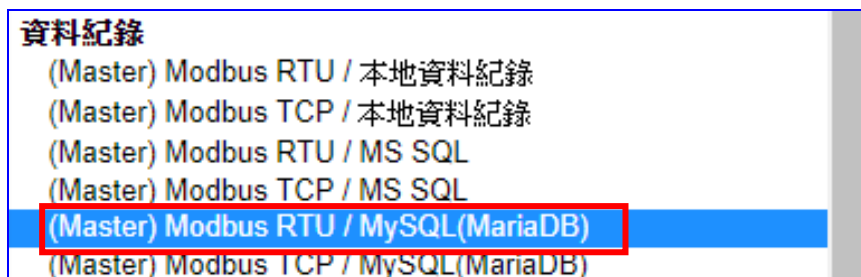 資料紀錄
(Master) Modbus RTU / 本地資料紀錄
(Master) Modbus TCP / 本地資料紀錄
(Master) Modbus RTU / MS SQL
(Master) Modbus TCP / MS SQL
(Master) Modbus RTU / MySQL(MariaDB)
(Master) Modbus TCP / MySQL(MariaDB)